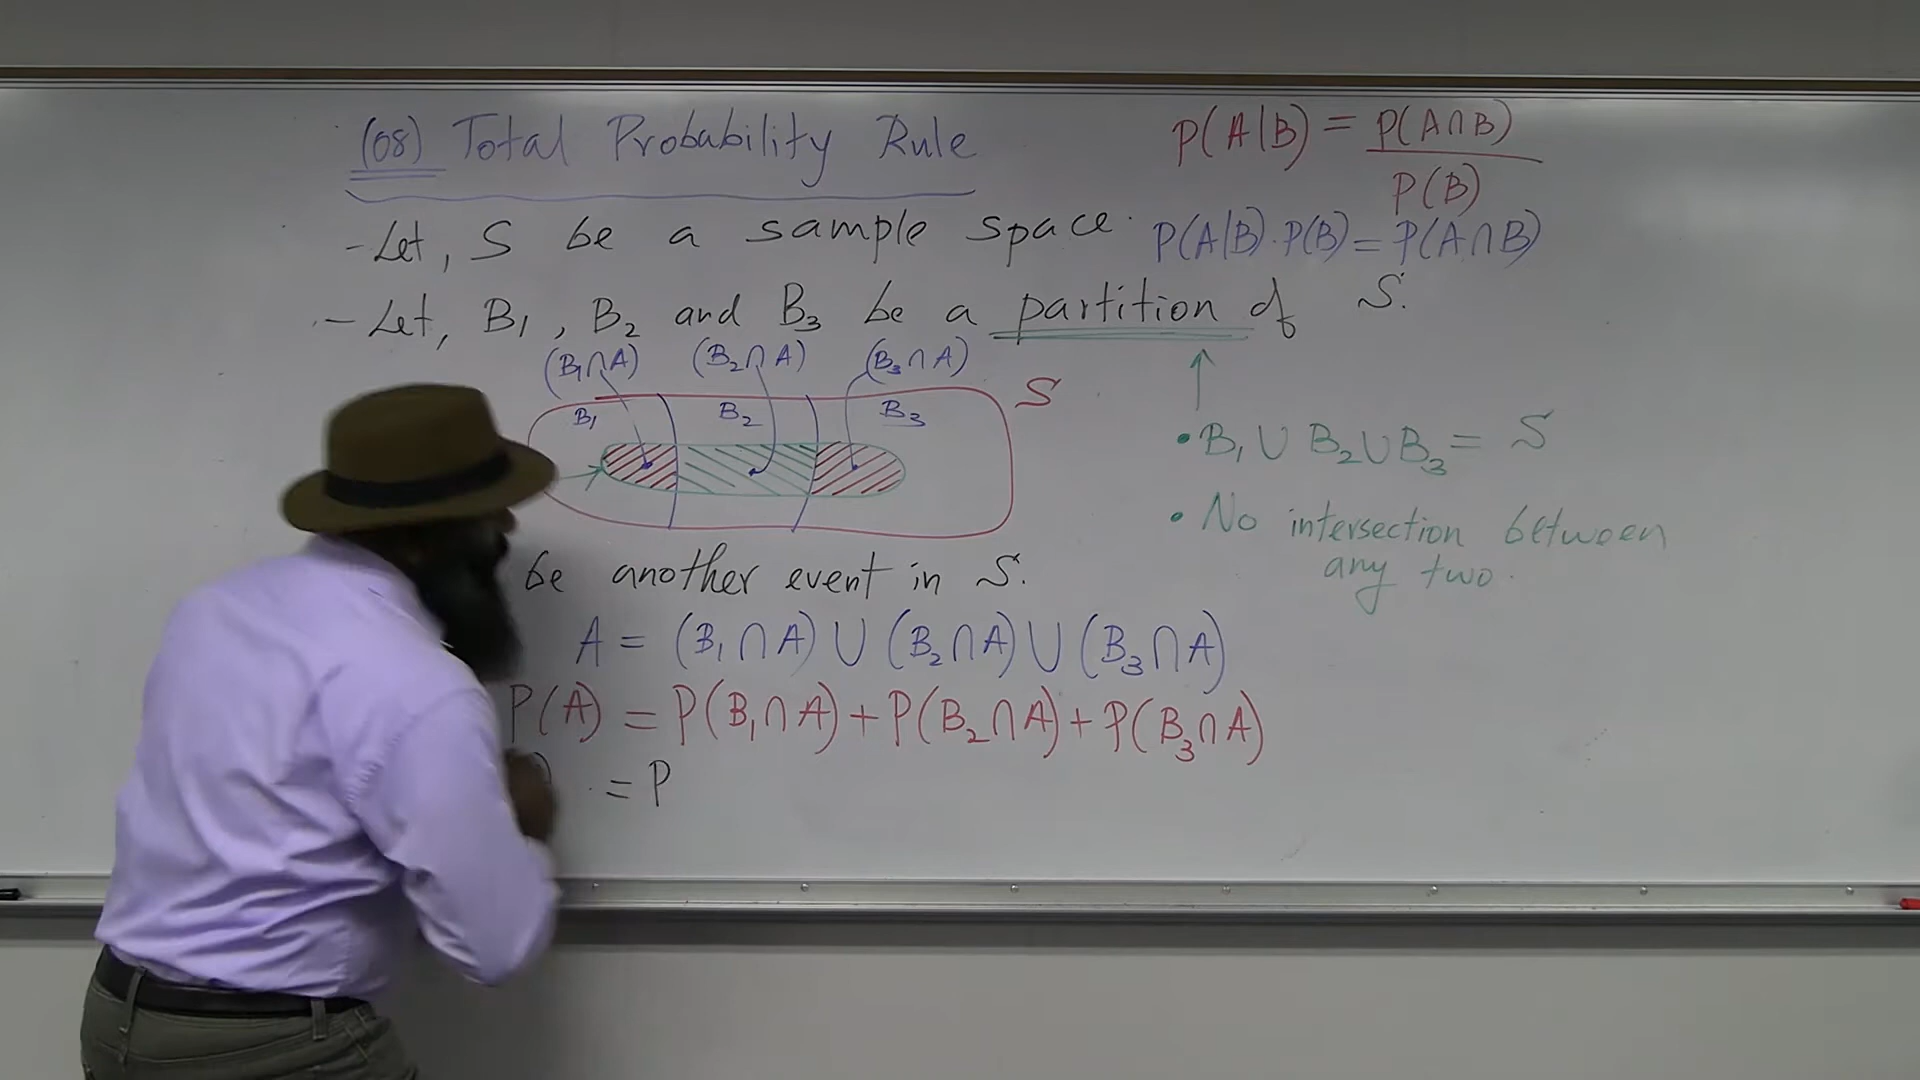 (08) Total Probability Rule
P(A|B) = P(A∩B)
P(B)
- Let, S be a sample space.
P(A|B).P(B) = P(A∩B)
- Let, B₁, B₂ and B₃ be a partition of S.
(B₁∩A) (B₂∩A) (B₃∩A)
B₁ B₂ B₃ S
• B₁ ∪ B₂ ∪ B₃ = S
• No intersection between
any two.
be another event in S.
A = (B₁∩A) ∪ (B₂∩A) ∪ (B₃∩A)
P(A) = P(B₁∩A) + P(B₂∩A) + P(B₃∩A)
= P